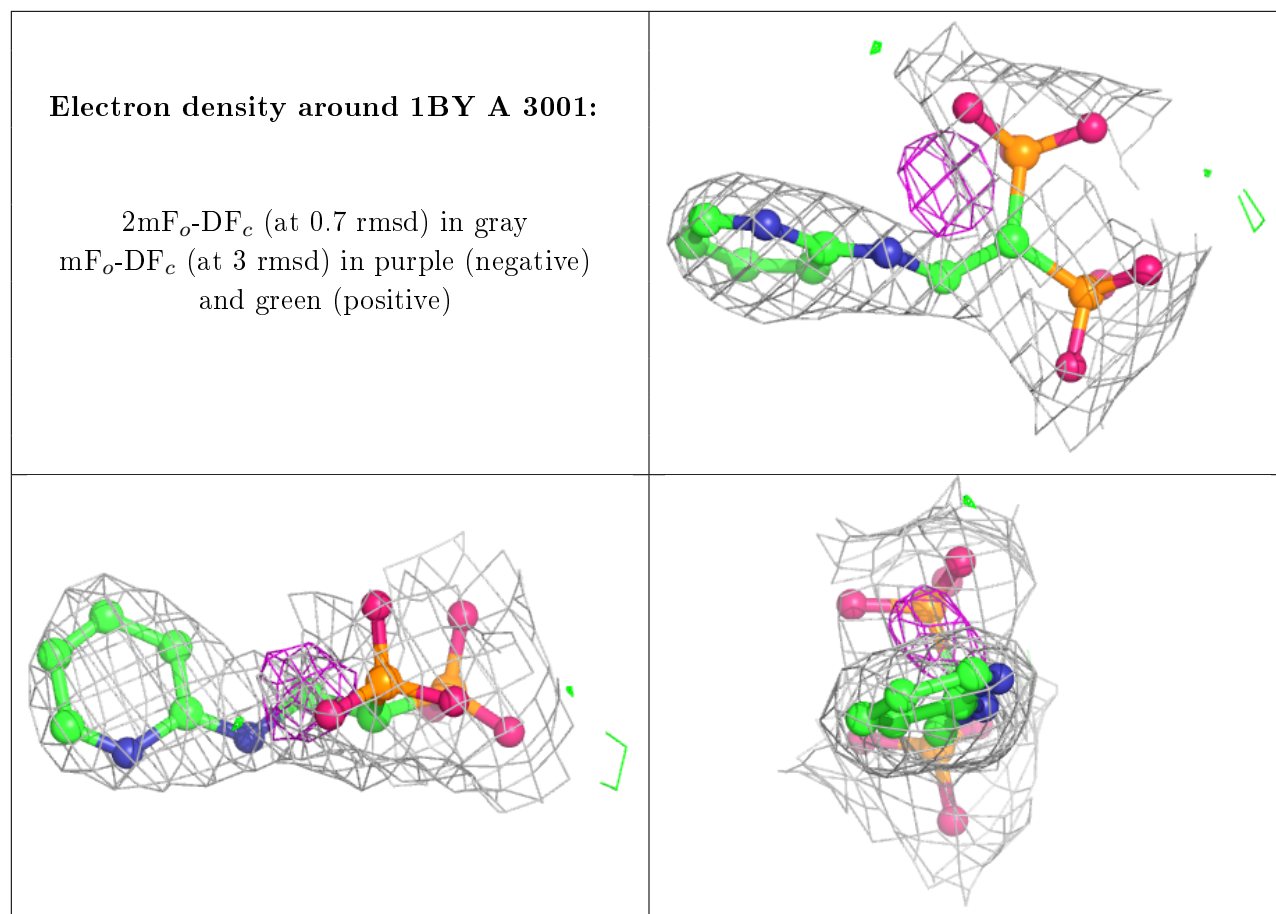 Electron density around 1BY A 3001:
2mFₒ-DF𝑐 (at 0.7 rmsd) in gray
mFₒ-DF𝑐 (at 3 rmsd) in purple (negative)
and green (positive)